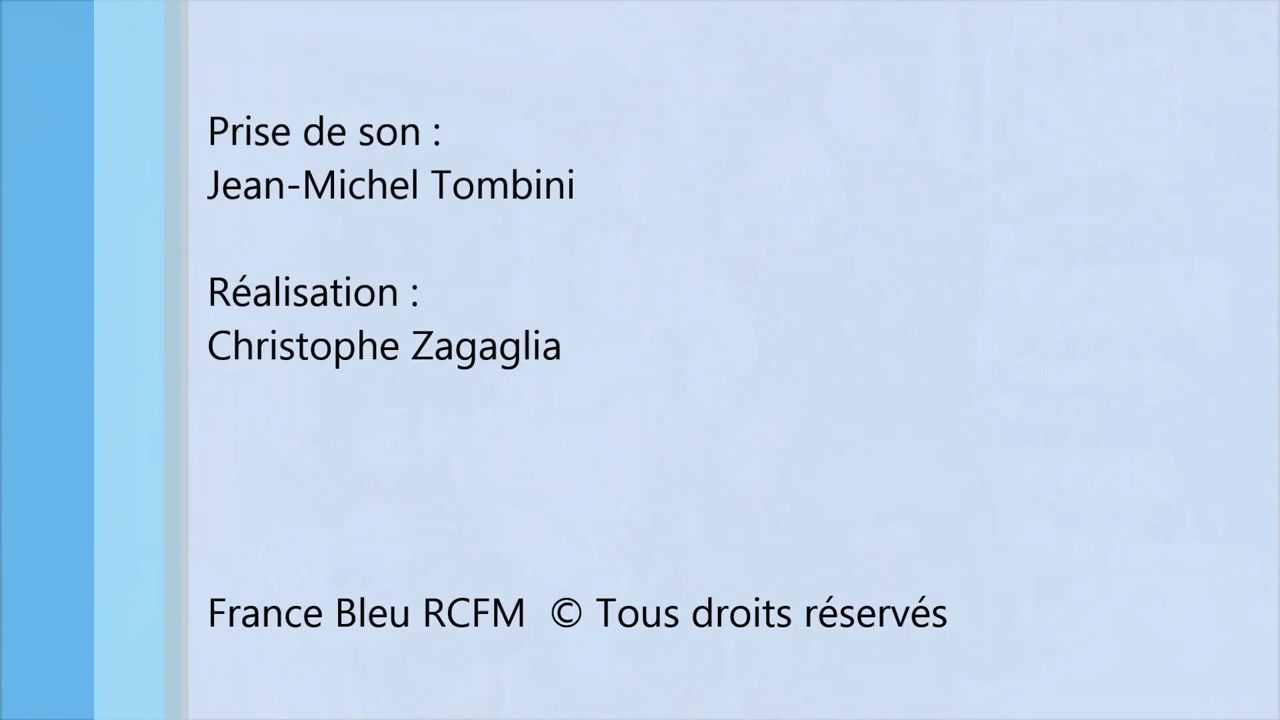 Prise de son :
Jean-Michel Tombini
Réalisation :
Christophe Zagaglia
France Bleu RCFM © Tous droits réservés